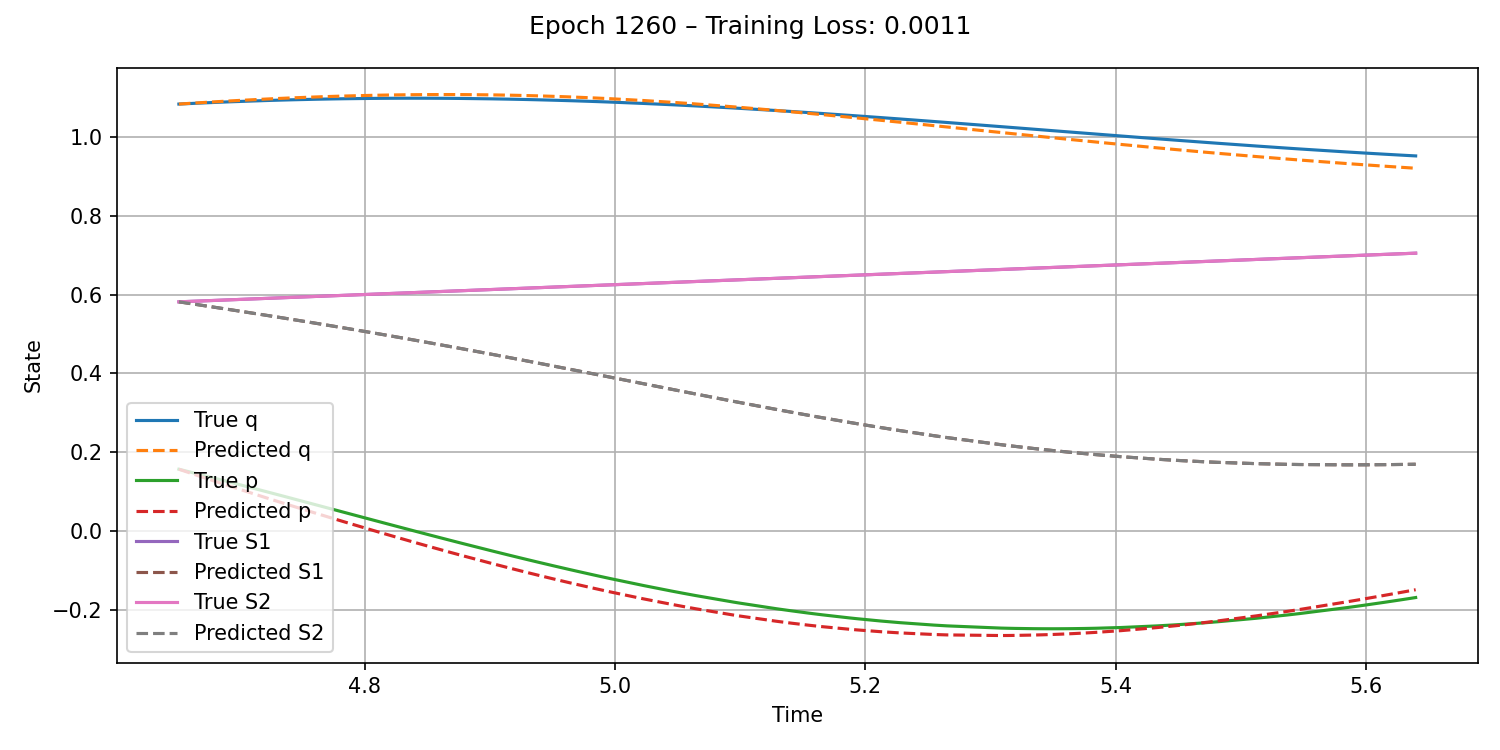 Epoch 1260 – Training Loss: 0.0011
1.0
0.8
0.6
0.4
0.2
0.0
−0.2
State
True q
Predicted q
True p
Predicted p
True S1
Predicted S1
True S2
Predicted S2
4.8 5.0 5.2 5.4 5.6
Time